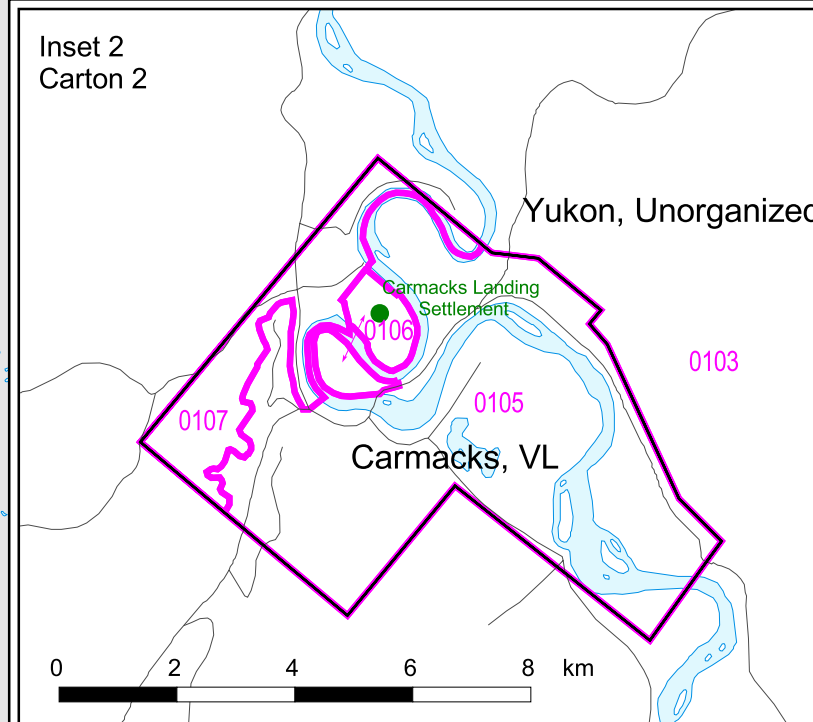 Inset 2
Carton 2
Yukon, Unorganized
Carmacks Landing
Settlement
0106
0103
0105
0107
Carmacks, VL
0 2 4 6 8 km